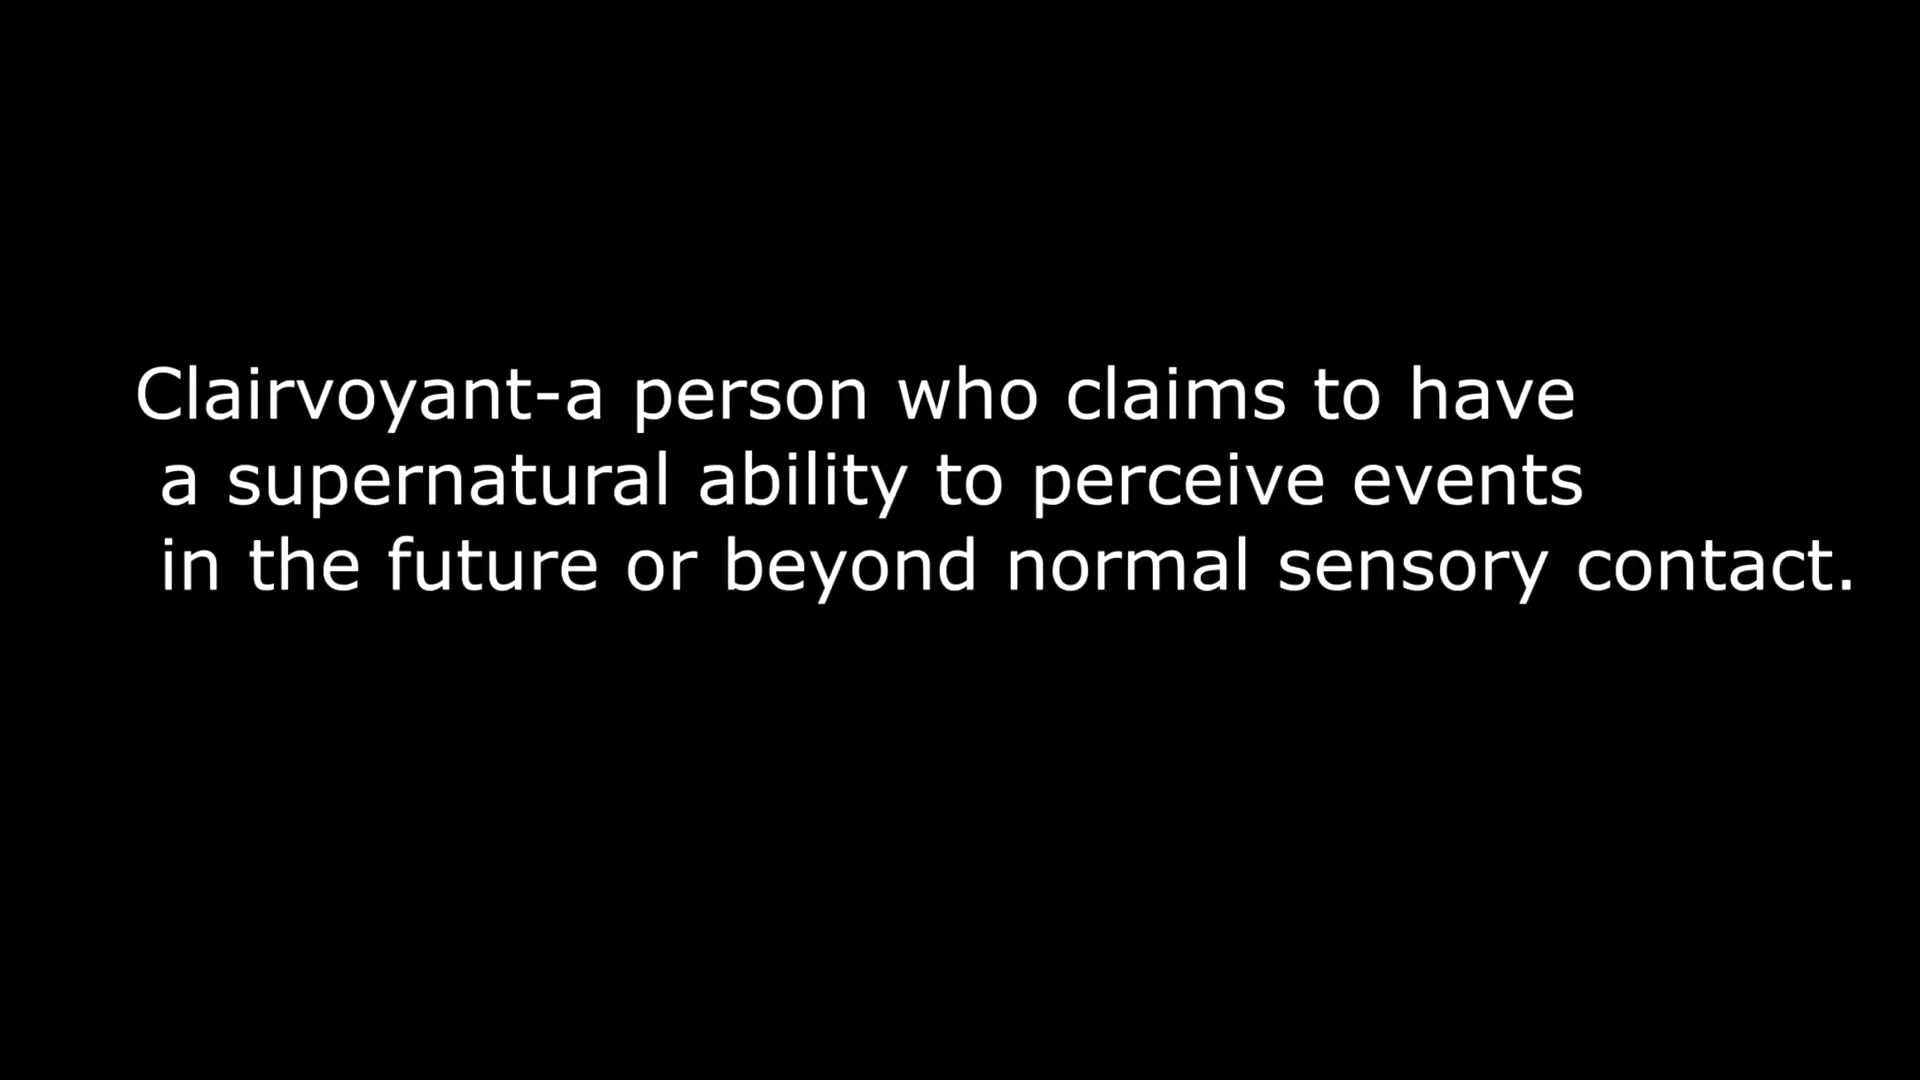 Clairvoyant-a person who claims to have
a supernatural ability to perceive events
in the future or beyond normal sensory contact.